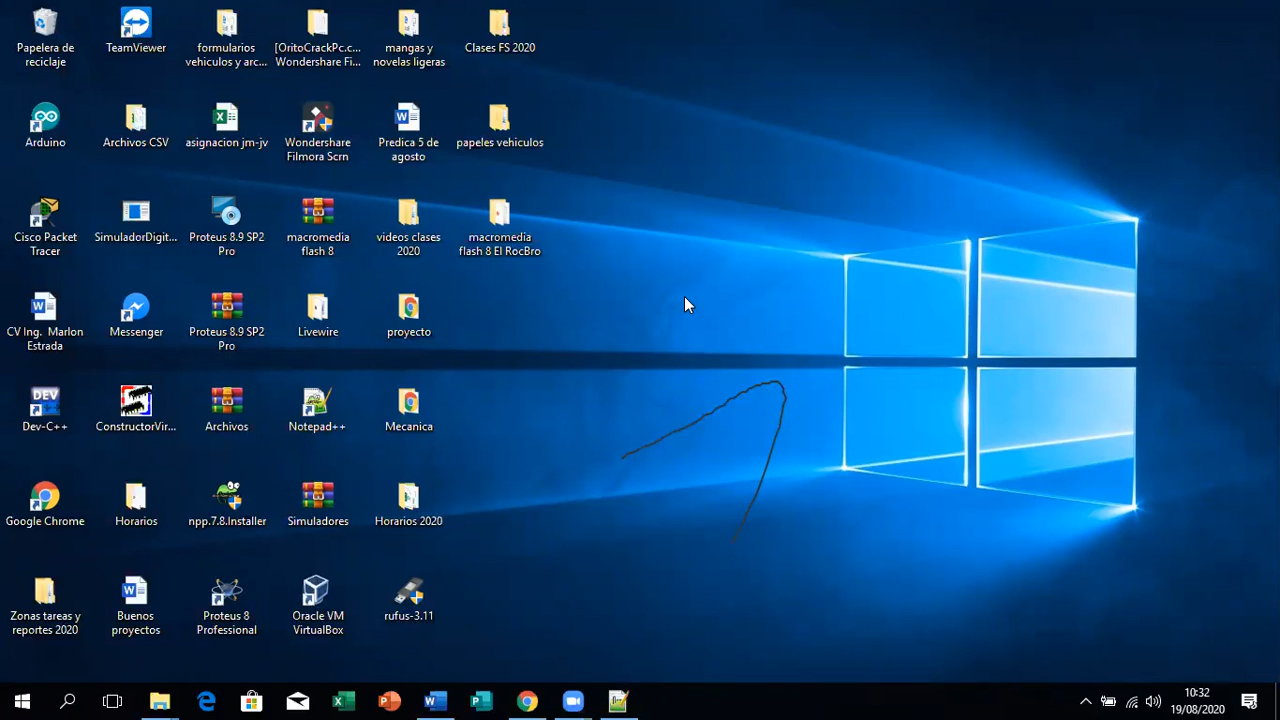 Papelera de
reciclaje
TeamViewer
formularios
vehiculos y arc...
[OritoCrackPc.c...
Wondershare Fi...
mangas y
novelas ligeras
Clases FS 2020
Arduino
Archivos CSV
asignacion jm-jv
Wondershare
Filmora Scrn
Predica 5 de
agosto
papeles vehiculos
Cisco Packet
Tracer
SimuladorDigit...
Proteus 8.9 SP2
Pro
macromedia
flash 8
videos clases
2020
macromedia
flash 8 El RocBro
CV Ing. Marlon
Estrada
Messenger
Proteus 8.9 SP2
Pro
Livewire
proyecto
DEV
Dev-C++
ConstructorVir...
Archivos
Notepad++
Mecanica
Google Chrome
Horarios
npp.7.8.Installer
Simuladores
Horarios 2020
Zonas tareas y
reportes 2020
Buenos
proyectos
Proteus 8
Professional
Oracle VM
VirtualBox
rufus-3.11
10:32
19/08/2020